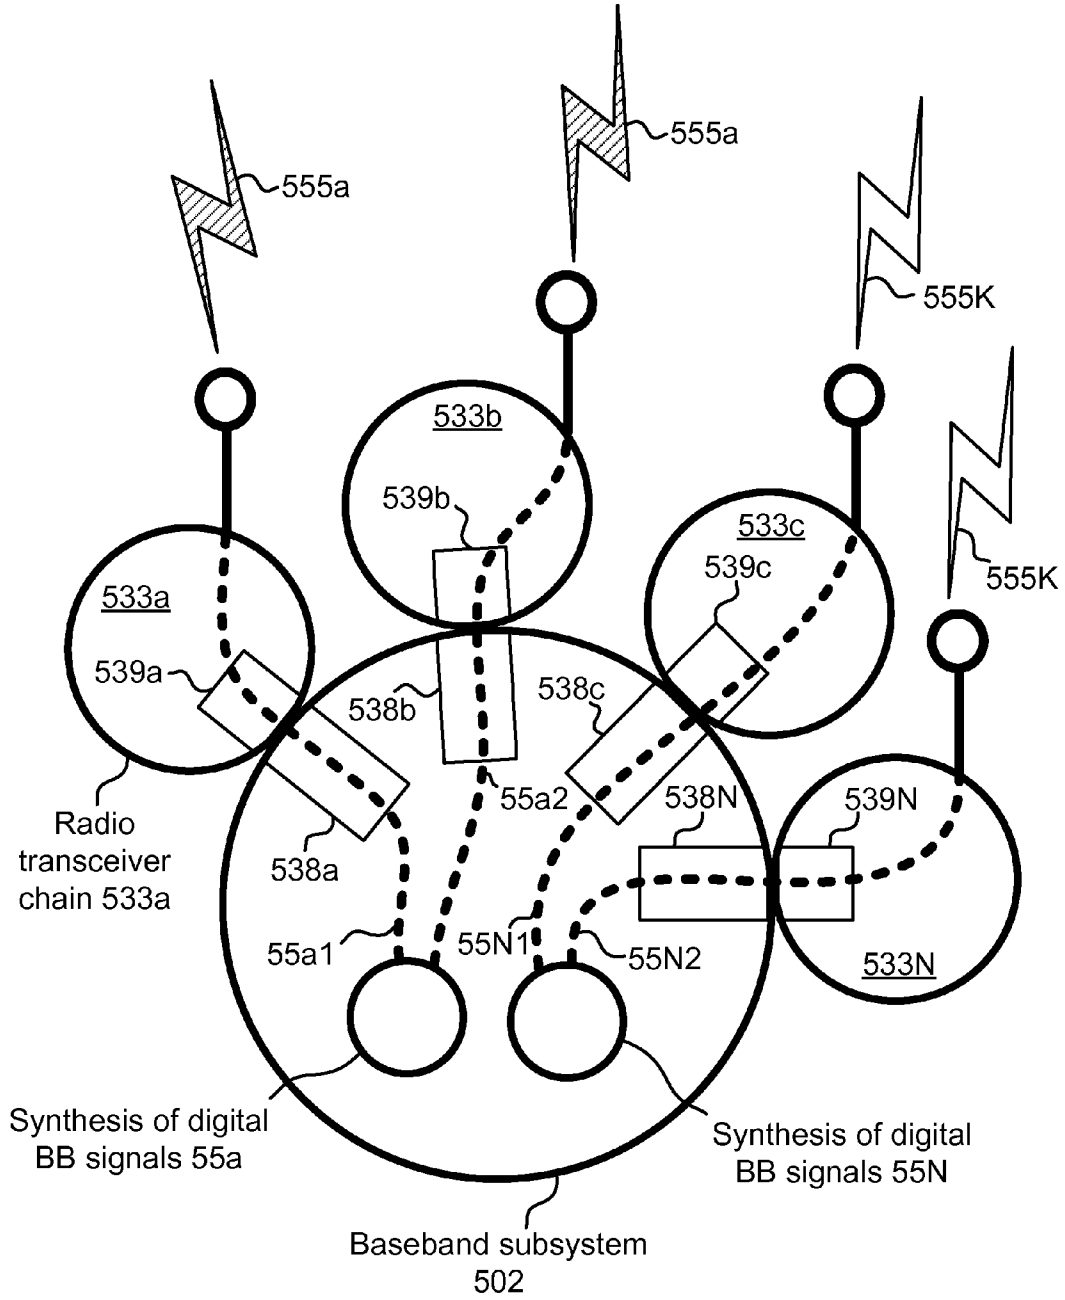 555a
555a
555K
555K
533b
539b
533c
539c
533a
539a
538b
538c
55a2
538N
539N
Radio
transceiver
chain 533a
538a
55a1
55N1
55N2
533N
Synthesis of digital
BB signals 55a
Synthesis of digital
BB signals 55N
Baseband subsystem
502